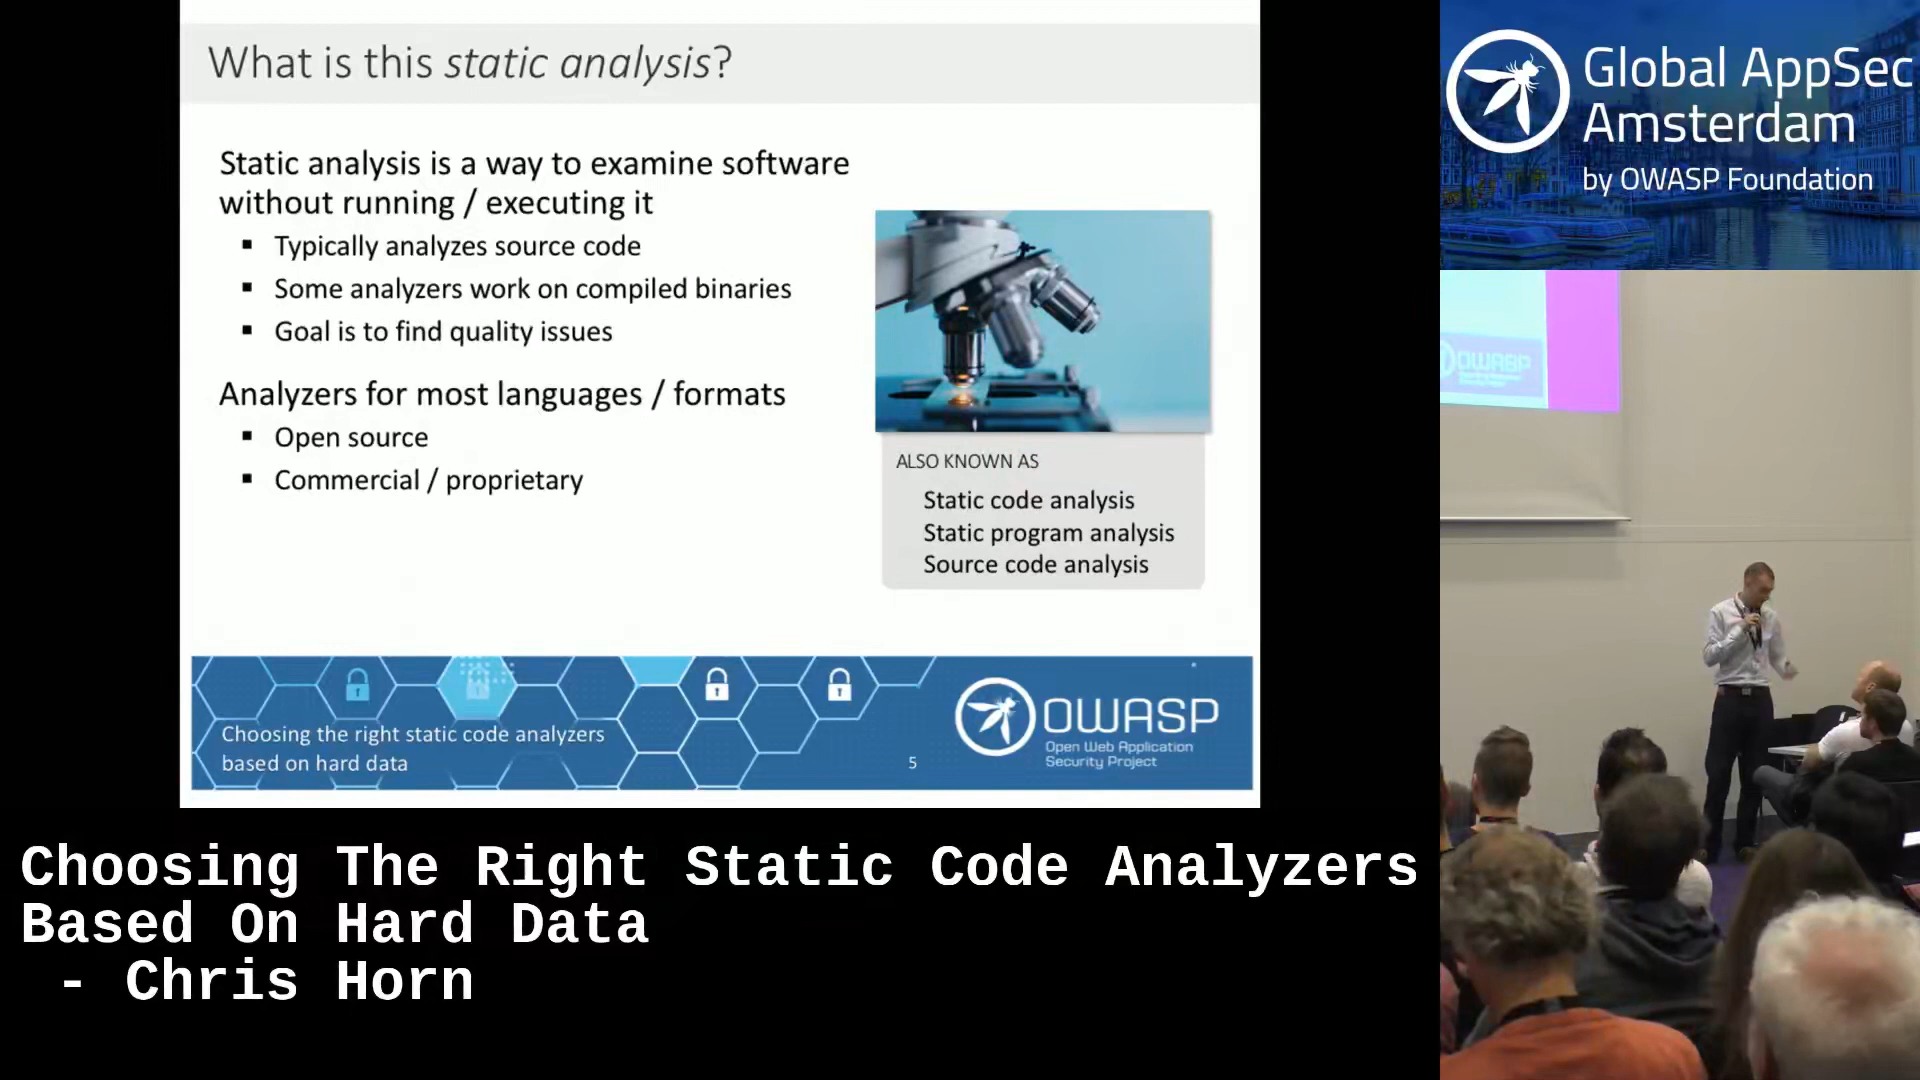 What is this static analysis?
Static analysis is a way to examine software
without running / executing it
▪ Typically analyzes source code
▪ Some analyzers work on compiled binaries
▪ Goal is to find quality issues
Analyzers for most languages / formats
▪ Open source
▪ Commercial / proprietary
ALSO KNOWN AS
Static code analysis
Static program analysis
Source code analysis
Choosing the right static code analyzers
based on hard data
5
OWASP
Open Web Application
Security Project
Choosing The Right Static Code Analyzers
Based On Hard Data
- Chris Horn
Global AppSec
Amsterdam
by OWASP Foundation
OWASP